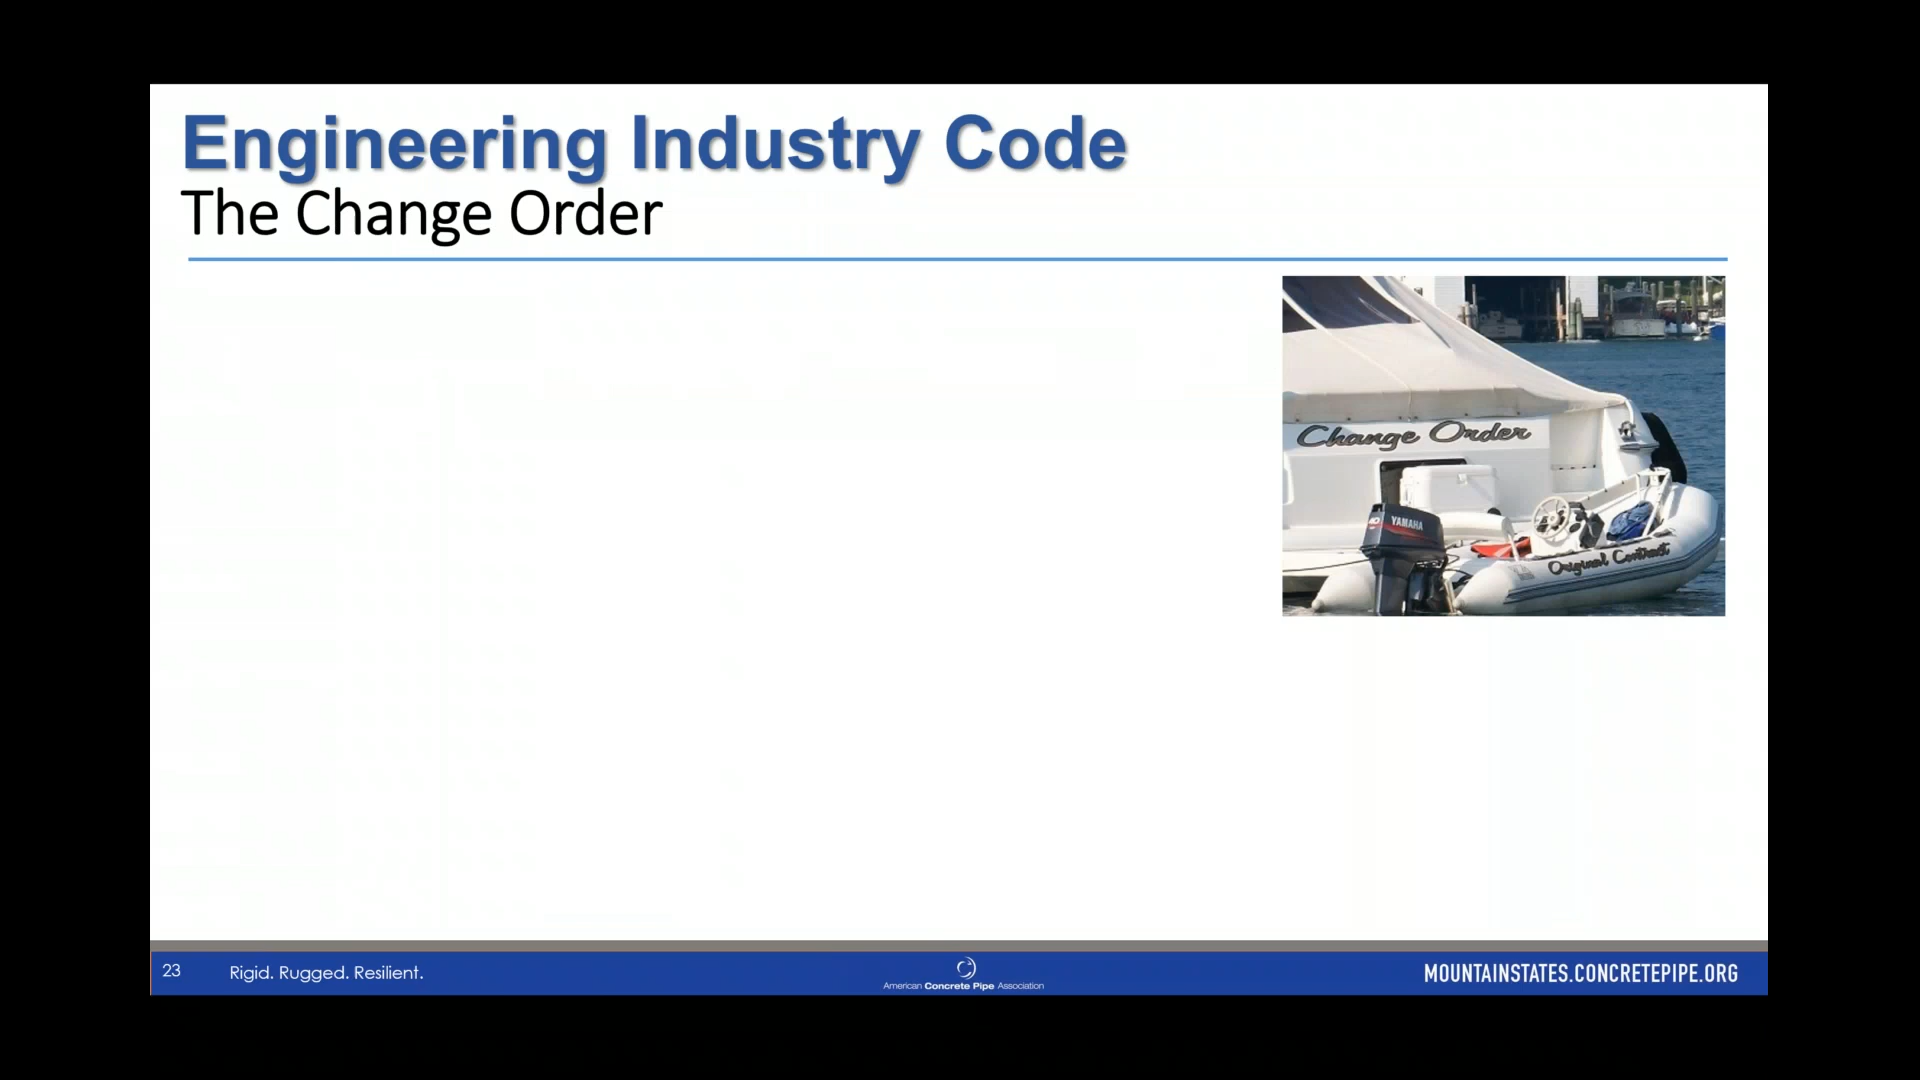 Engineering Industry Code
The Change Order
Change Order
YAMAHA
Original Contract
23
Rigid. Rugged. Resilient.
American Concrete Pipe Association
MOUNTAINSTATES.CONCRETEPIPE.ORG